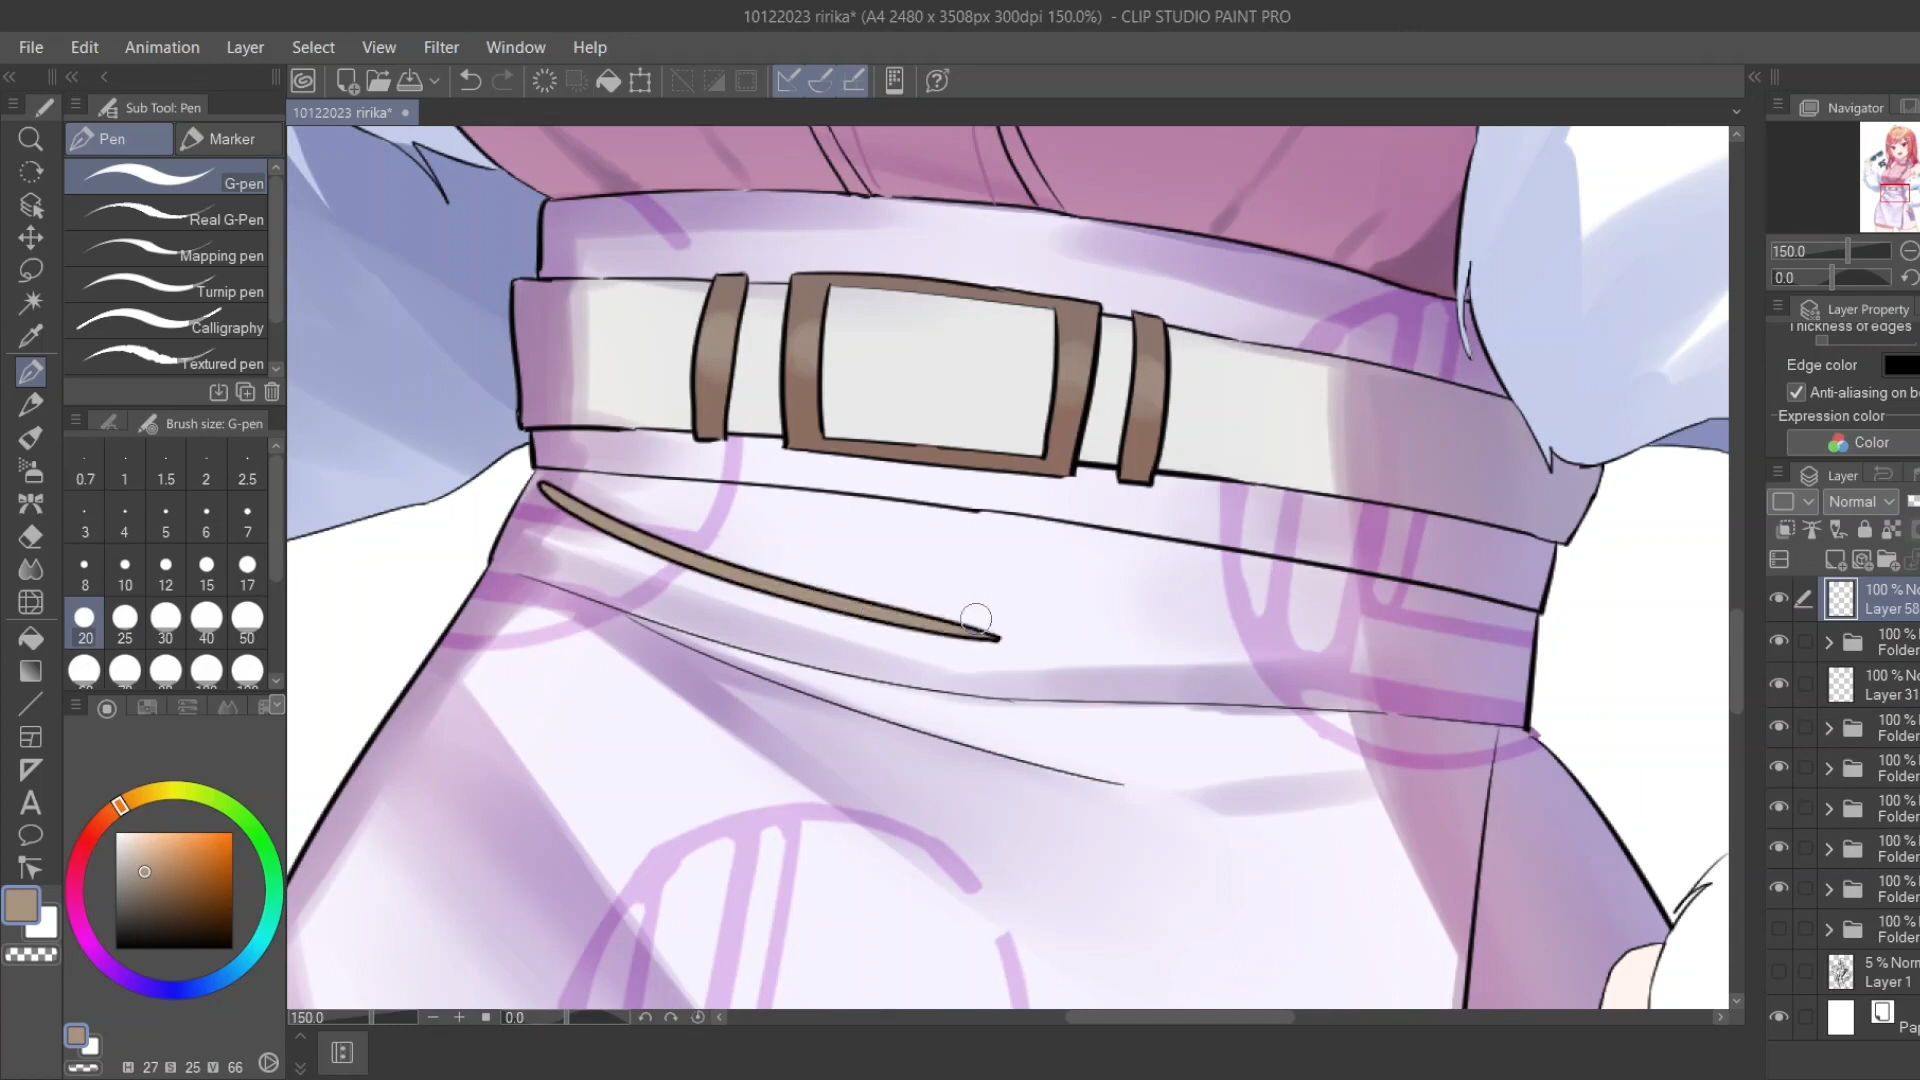 10122023 ririka* (A4 2480 x 3508px 300dpi 150.0%) - CLIP STUDIO PAINT PRO
File Edit Animation Layer Select View Filter Window Help
Sub Tool: Pen
10122023 ririka*
Navigator
Pen Marker
G-pen
Real G-Pen
Mapping pen
Turnip pen
Calligraphy
Textured pen
150.0
0.0
Layer Property
Thickness of edges
Edge color
Anti-aliasing on b
Expression color
Color
Brush size: G-pen
0.7 1 1.5 2 2.5
3 4 5 6 7
8 10 12 15 17
20 25 30 40 50
Layer
Normal
100 % No
Layer 58
100 %
Folder
100 % No
Layer 31
100 %
Folder
100 %
Folder
100 %
Folder
100 %
Folder
100 %
Folder
100 %
Folder
5 % Norm
Layer 1
Pap
150.0 0.0
H 27 S 25 V 66